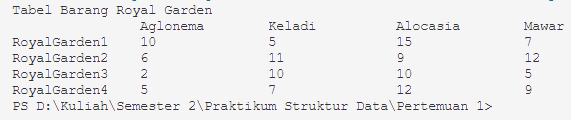 Tabel Barang Royal Garden
Aglonema Keladi Alocasia Mawar
RoyalGarden1 10 5 15 7
RoyalGarden2 6 11 9 12
RoyalGarden3 2 10 10 5
RoyalGarden4 5 7 12 9
PS D:\Kuliah\Semester 2\Praktikum Struktur Data\Pertemuan 1>